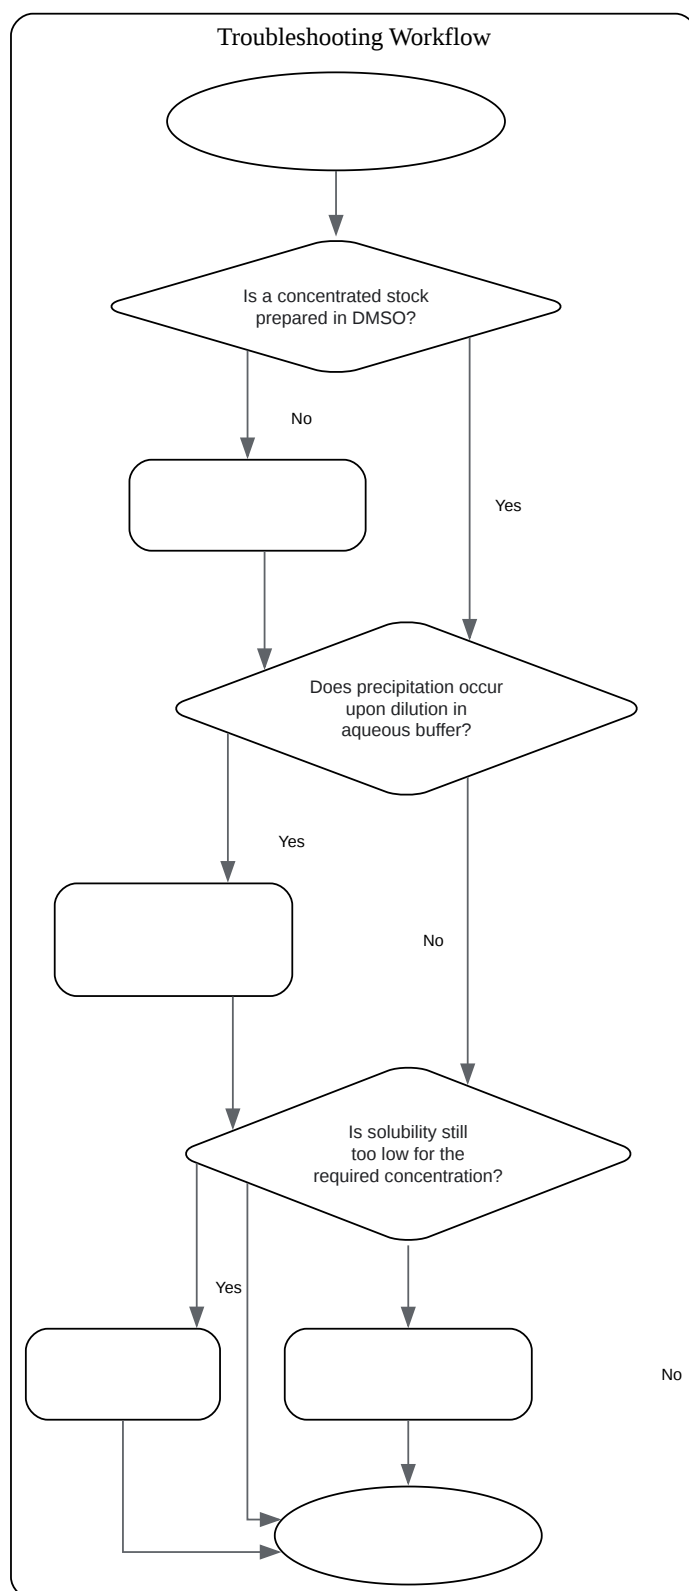 Troubleshooting Workflow
Is a concentrated stock
prepared in DMSO?
No
Yes
Does precipitation occur
upon dilution in
aqueous buffer?
Yes
No
Is solubility still
too low for the
required concentration?
Yes
No